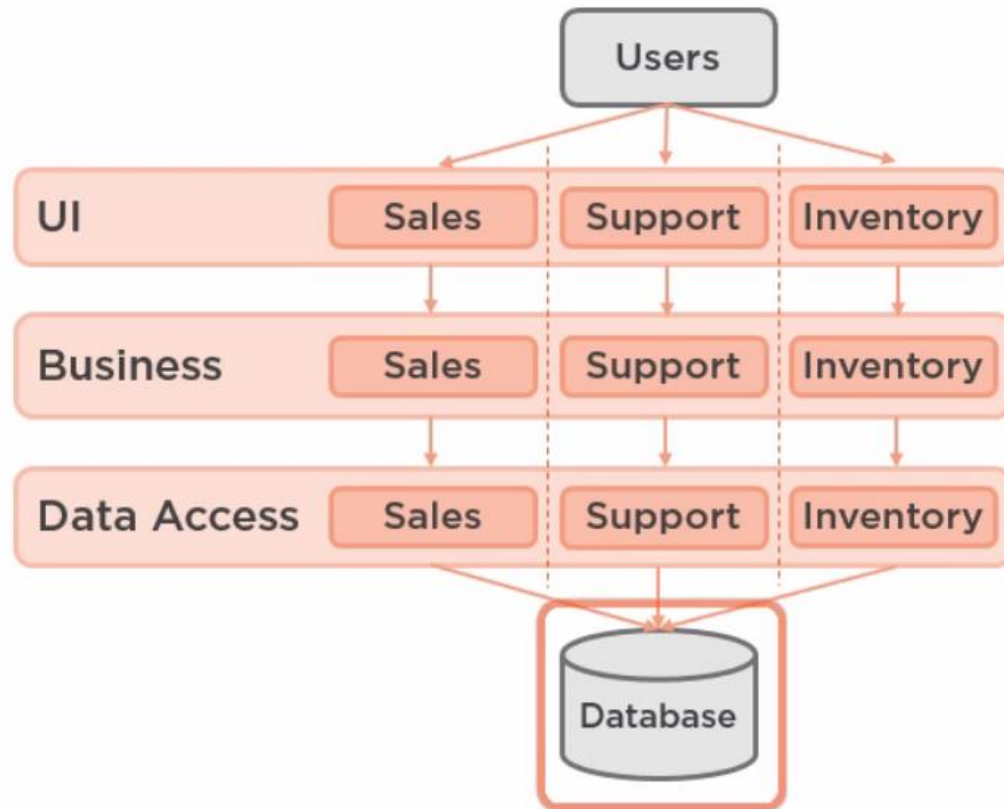 Users
UI Sales Support Inventory
Business Sales Support Inventory
Data Access Sales Support Inventory
Database